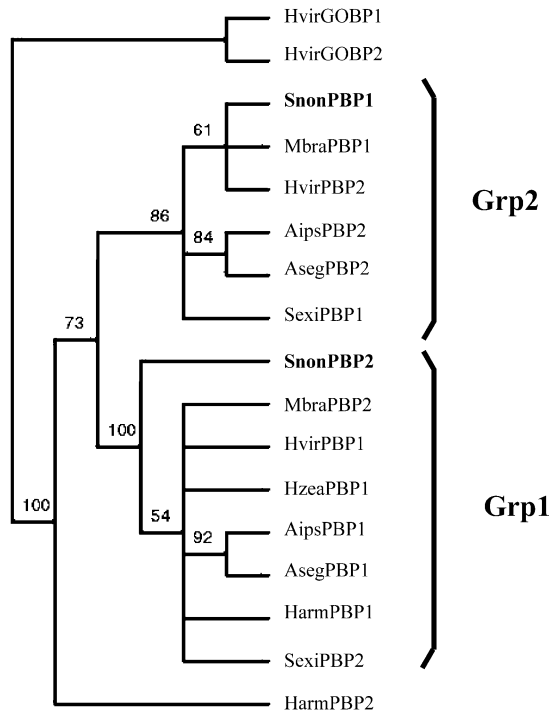 HvirGOBP1
HvirGOBP2
SnonPBP1
61
MbraPBP1
HvirPBP2
Grp2
86
84
AipsPBP2
AsegPBP2
SexiPBP1
73
SnonPBP2
MbraPBP2
100
HvirPBP1
HzeaPBP1
100
54
Grp1
92
AipsPBP1
AsegPBP1
HarmPBP1
SexiPBP2
HarmPBP2